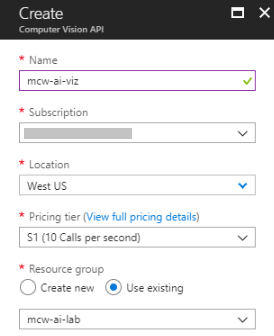 Create
Computer Vision API
* Name
mcw-ai-viz
* Subscription
* Location
West US
* Pricing tier (View full pricing details)
S1 (10 Calls per second)
* Resource group
Create new Use existing
mcw-ai-lab